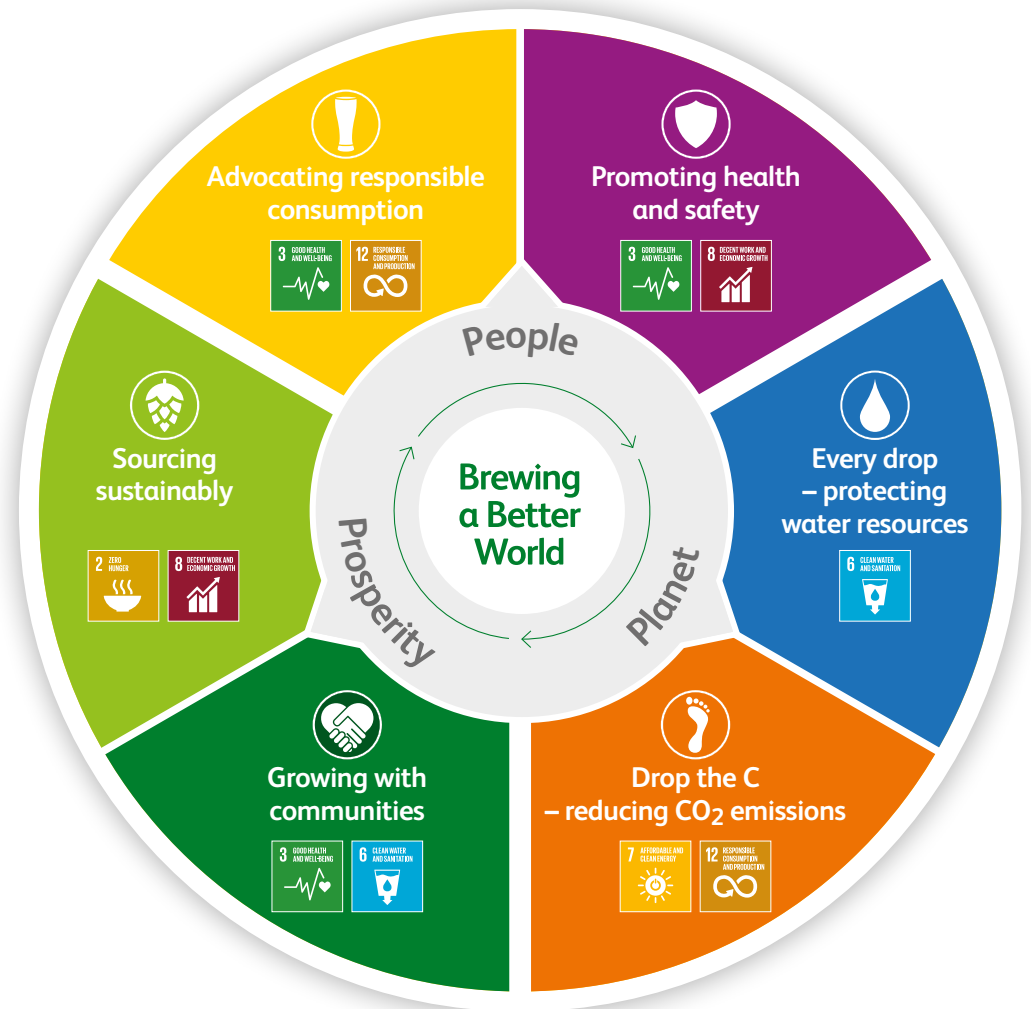 Advocating responsible
consumption
3 GOOD HEALTH
AND WELL-BEING
12 RESPONSIBLE
CONSUMPTION
AND PRODUCTION
Promoting health
and safety
3 GOOD HEALTH
AND WELL-BEING
8 DECENT WORK AND
ECONOMIC GROWTH
Every drop
– protecting
water resources
6 CLEAN WATER
AND SANITATION
Drop the C
– reducing CO₂ emissions
7 AFFORDABLE AND
CLEAN ENERGY
12 RESPONSIBLE
CONSUMPTION
AND PRODUCTION
Growing with
communities
3 GOOD HEALTH
AND WELL-BEING
6 CLEAN WATER
AND SANITATION
Sourcing
sustainably
2 ZERO
HUNGER
8 DECENT WORK AND
ECONOMIC GROWTH
People
Planet
Prosperity
Brewing
a Better
World